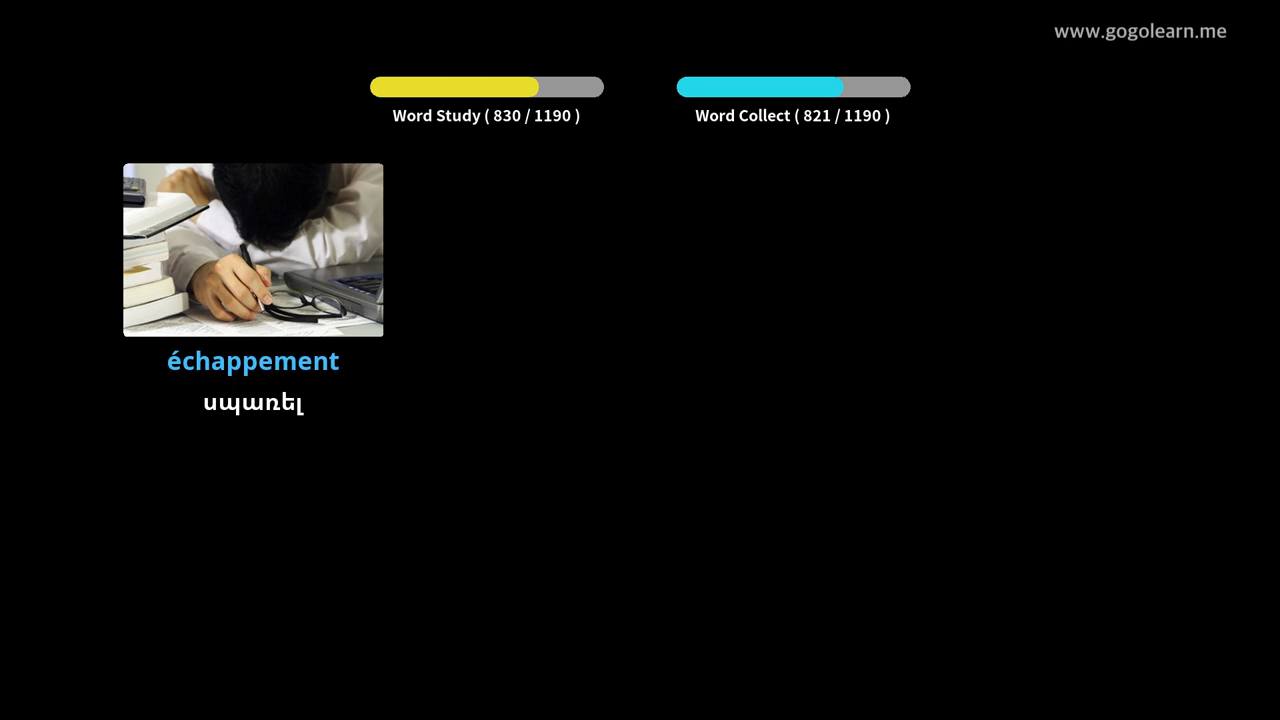 www.gogolearn.me
Word Study ( 830 / 1190 )
Word Collect ( 821 / 1190 )
échappement
սպառել